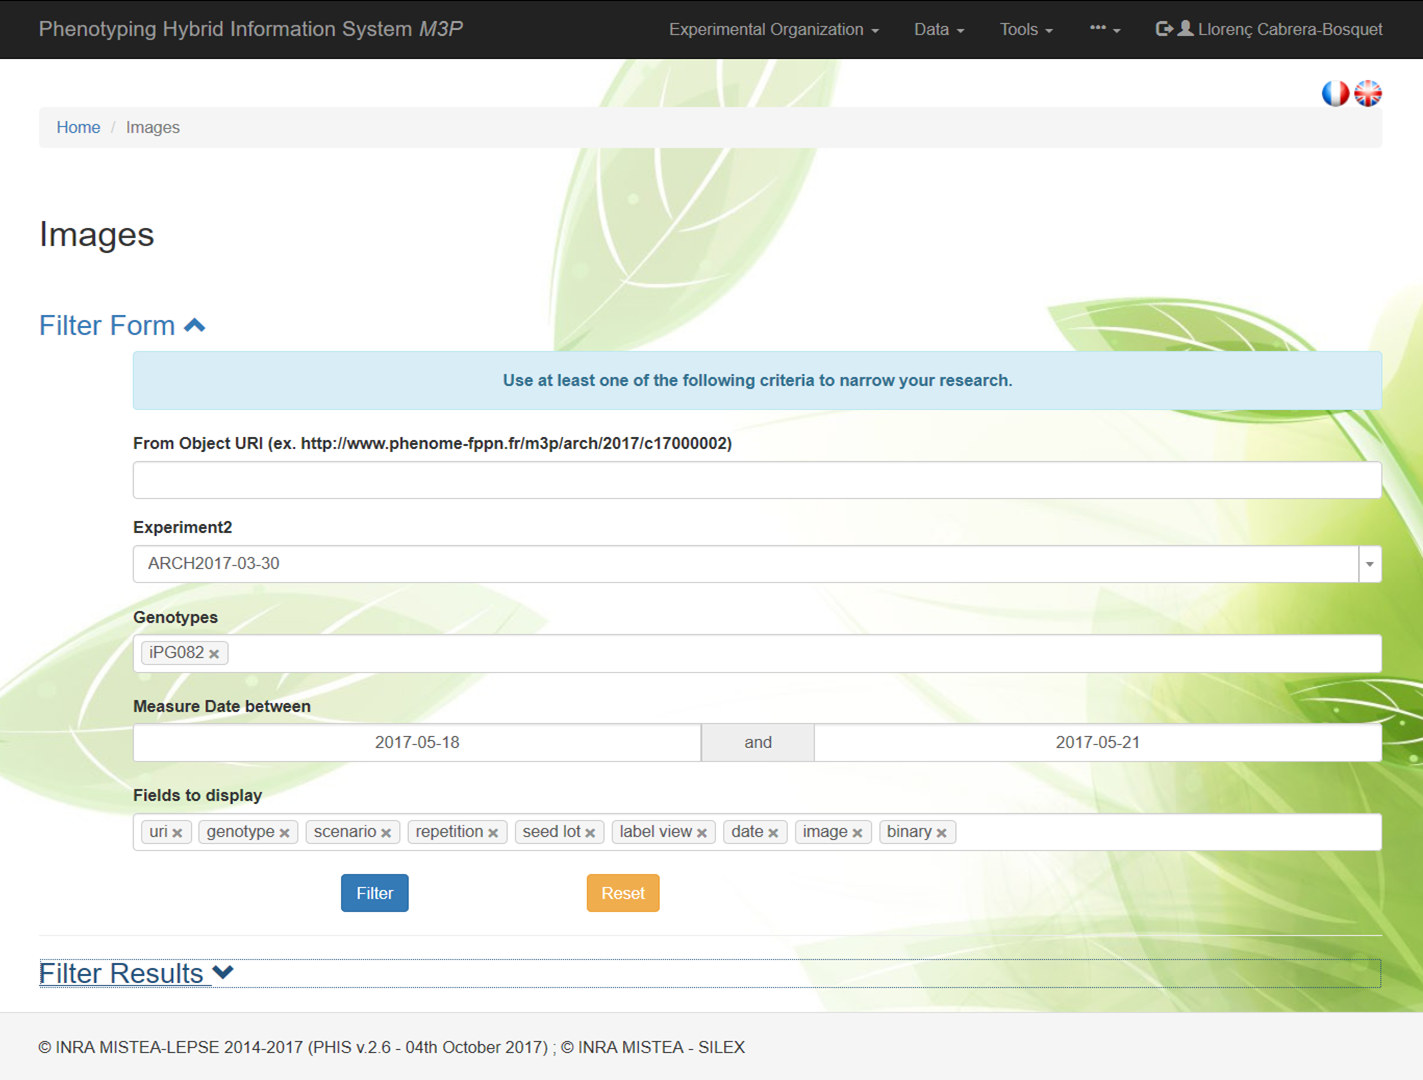 Phenotyping Hybrid Information System M3P
Experimental Organization Data Tools ••• Llorenç Cabrera-Bosquet
Home / Images
Images
Filter Form
Use at least one of the following criteria to narrow your research.
From Object URI (ex. http://www.phenome-fppn.fr/m3p/arch/2017/c17000002)
Experiment2
ARCH2017-03-30
Genotypes
iPG082 ×
Measure Date between
2017-05-18 and 2017-05-21
Fields to display
uri × genotype × scenario × repetition × seed lot × label view × date × image × binary ×
Filter Reset
Filter Results
© INRA MISTEA-LEPSE 2014-2017 (PHIS v.2.6 - 04th October 2017) ; © INRA MISTEA - SILEX